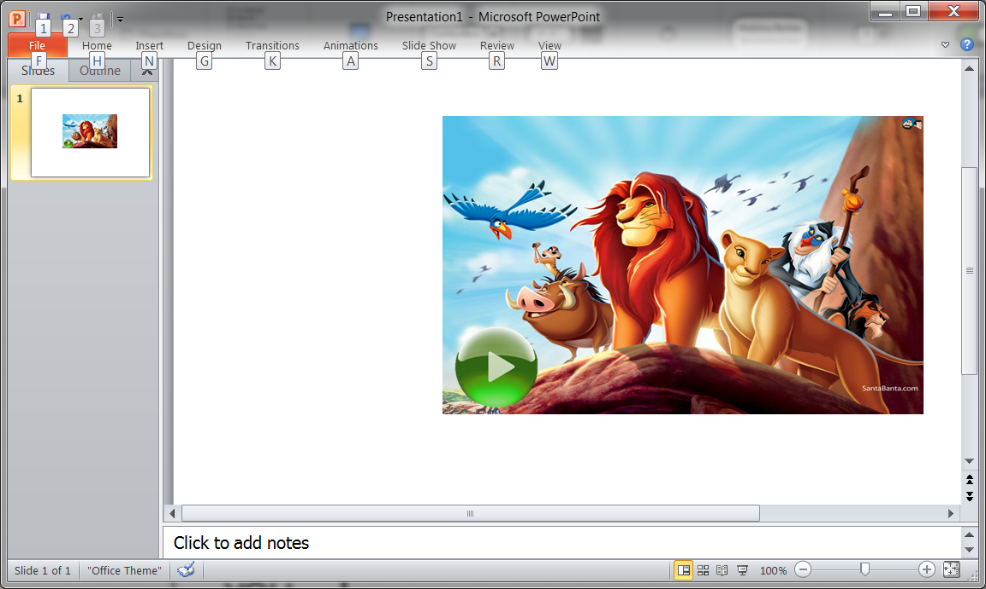 Presentation1 - Microsoft PowerPoint
1 2 3
File Home Insert Design Transitions Animations Slide Show Review View
F H N G K A S R W
Slides Outline
1
SantaBanta.com
Click to add notes
Slide 1 of 1 "Office Theme" 100%